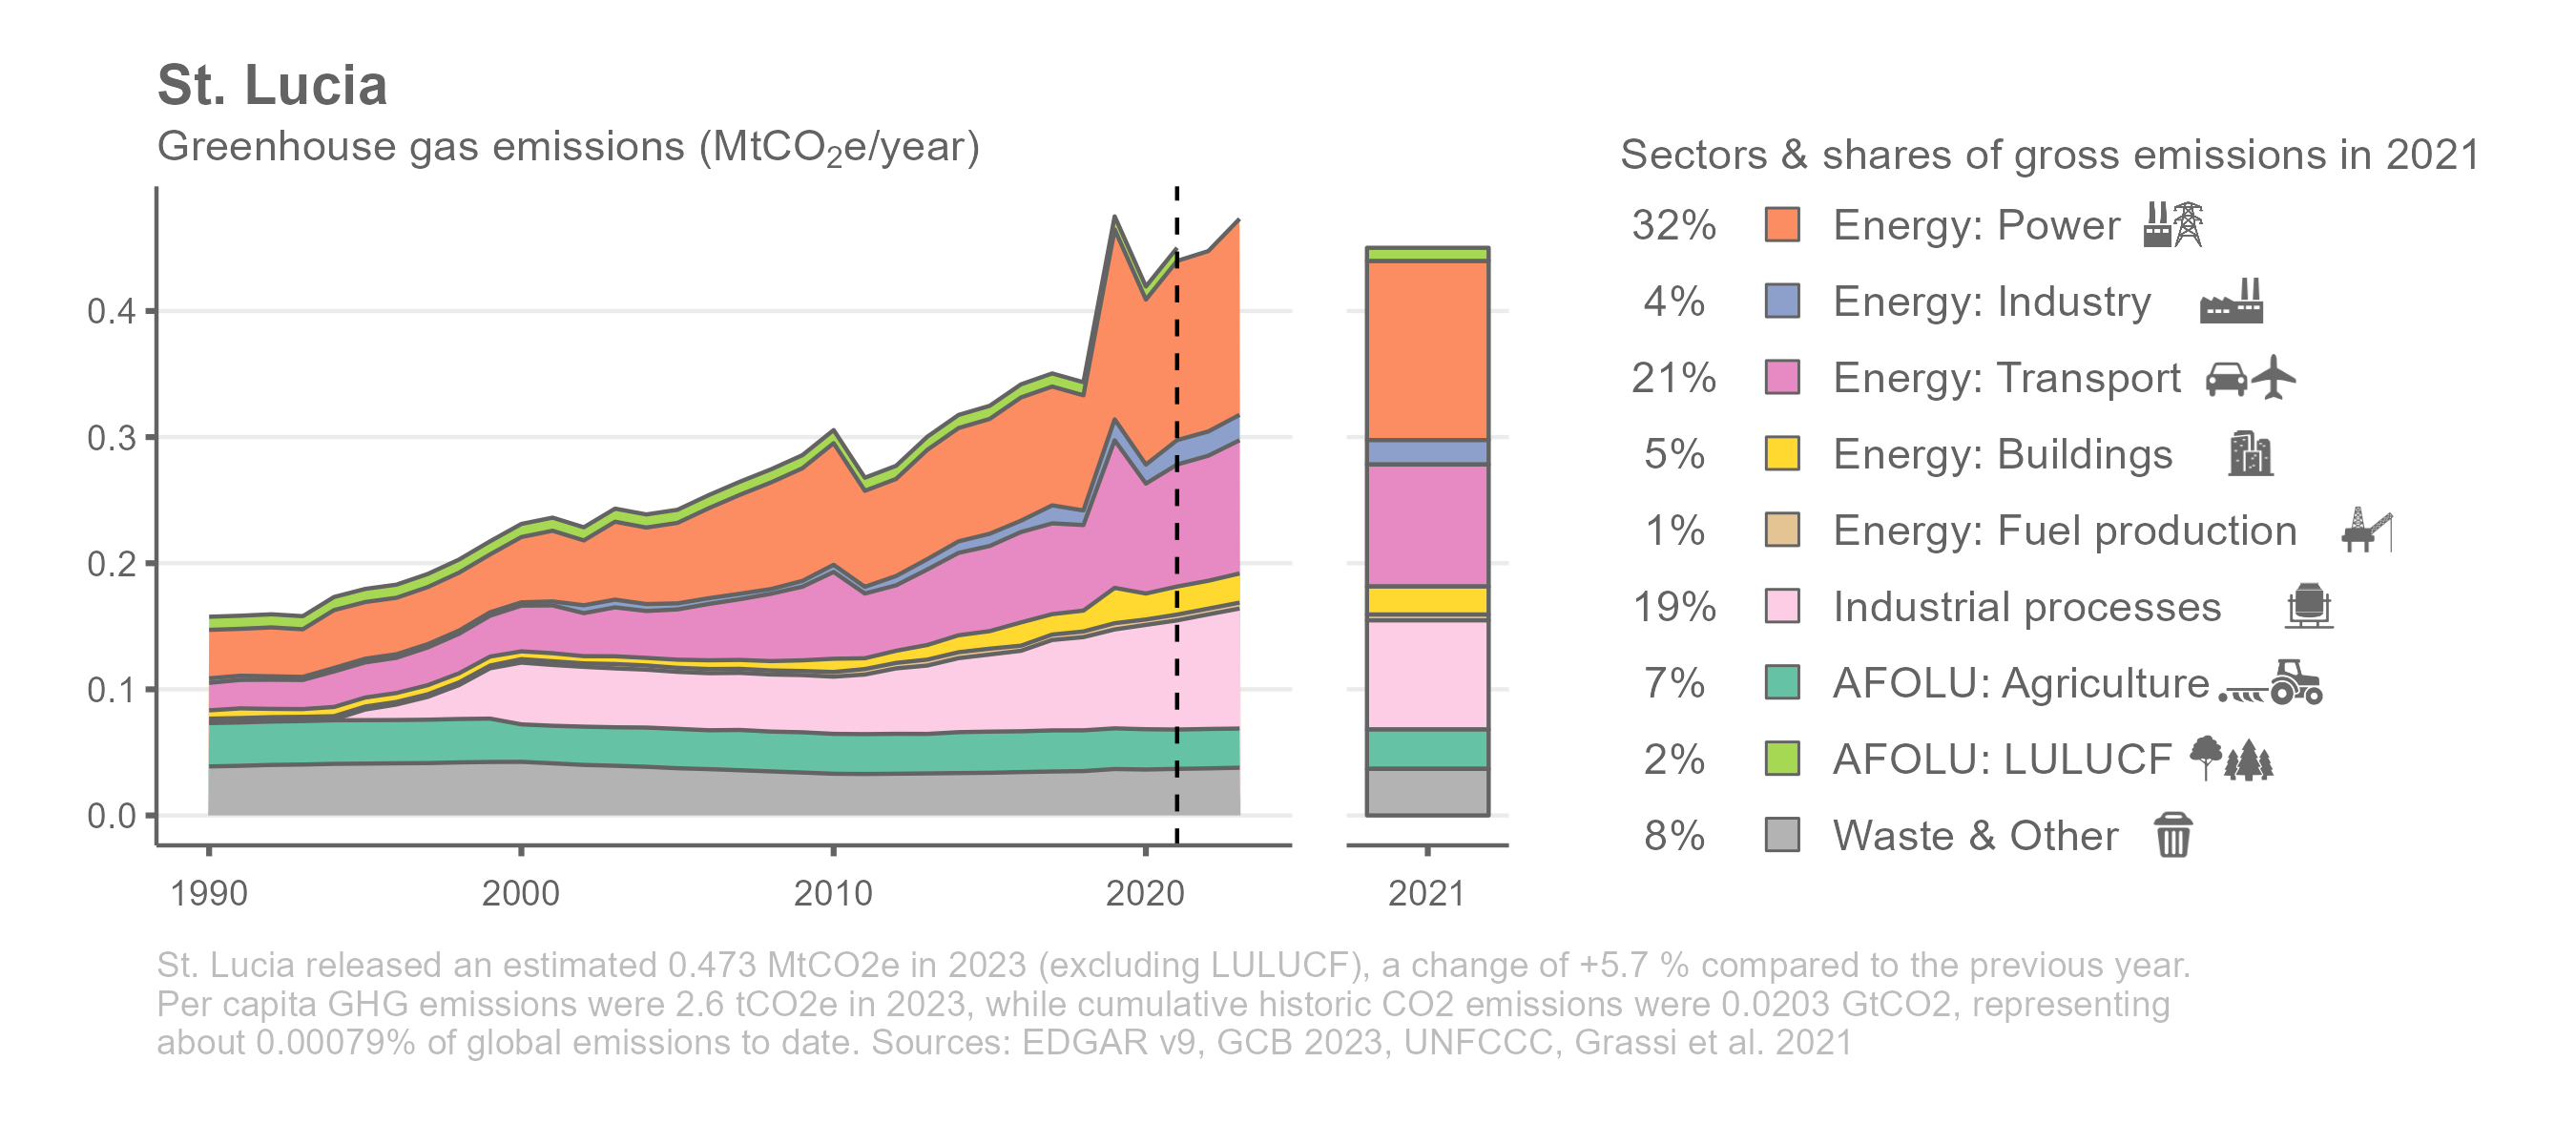 St. Lucia
Greenhouse gas emissions (MtCO₂e/year)
0.4
0.3
0.2
0.1
0.0
1990 2000 2010 2020 2021
Sectors & shares of gross emissions in 2021
32% Energy: Power
4% Energy: Industry
21% Energy: Transport
5% Energy: Buildings
1% Energy: Fuel production
19% Industrial processes
7% AFOLU: Agriculture
2% AFOLU: LULUCF
8% Waste & Other
St. Lucia released an estimated 0.473 MtCO2e in 2023 (excluding LULUCF), a change of +5.7 % compared to the previous year.
Per capita GHG emissions were 2.6 tCO2e in 2023, while cumulative historic CO2 emissions were 0.0203 GtCO2, representing
about 0.00079% of global emissions to date. Sources: EDGAR v9, GCB 2023, UNFCCC, Grassi et al. 2021